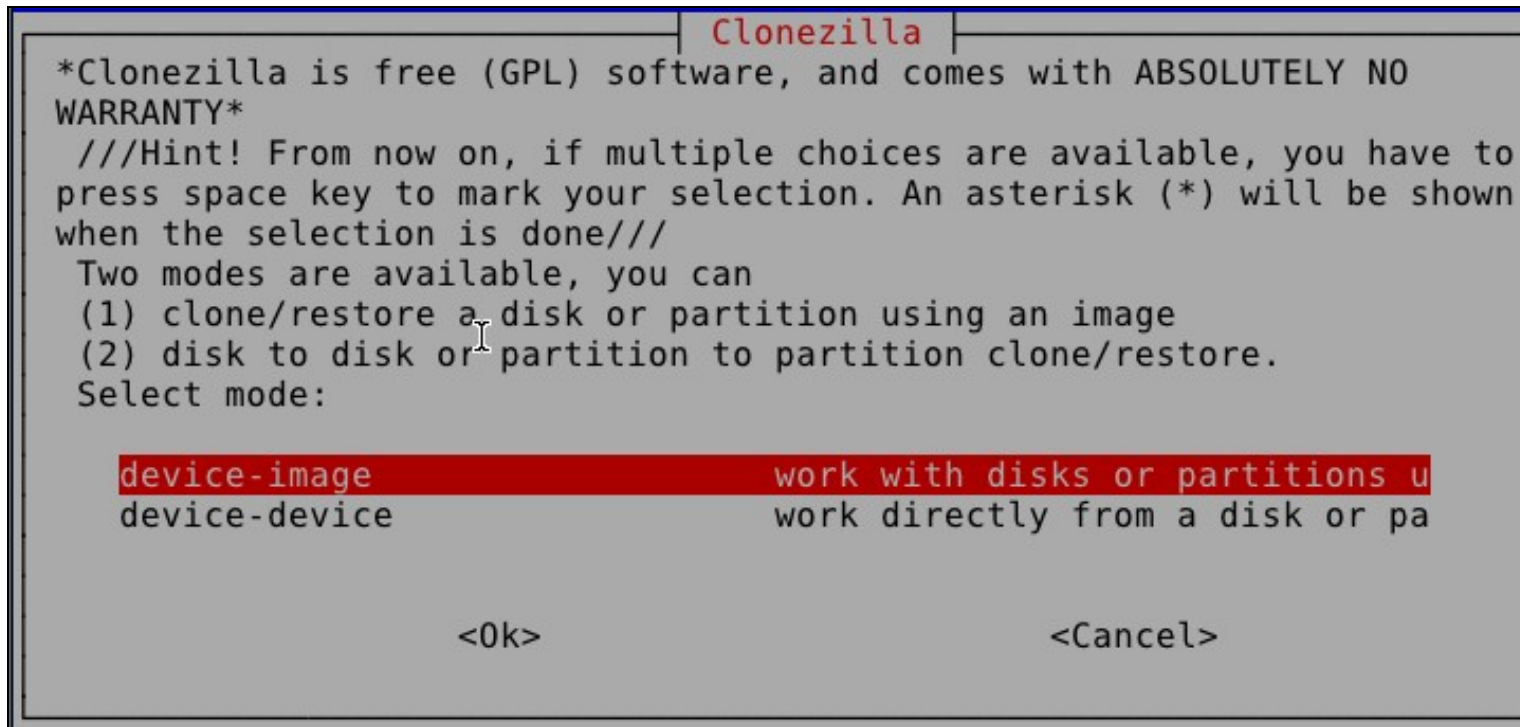 Clonezilla
*Clonezilla is free (GPL) software, and comes with ABSOLUTELY NO
WARRANTY*
///Hint! From now on, if multiple choices are available, you have to
press space key to mark your selection. An asterisk (*) will be shown
when the selection is done///
Two modes are available, you can
(1) clone/restore a disk or partition using an image
(2) disk to disk or partition to partition clone/restore.
Select mode:
device-image work with disks or partitions u
device-device work directly from a disk or pa
<Ok> <Cancel>